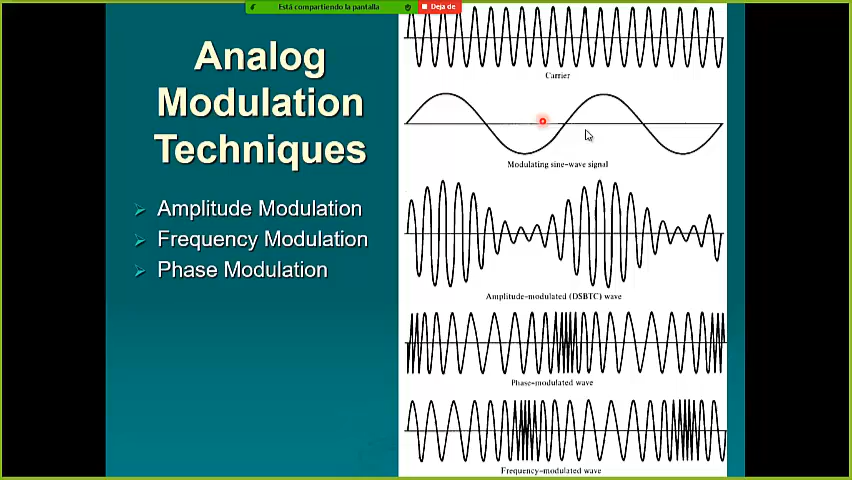 Está compartiendo la pantalla
Deja de
Analog
Modulation
Techniques
Amplitude Modulation
Frequency Modulation
Phase Modulation
Carrier
Modulating sine-wave signal
Amplitude-modulated (DSBTC) wave
Phase-modulated wave
Frequency-modulated wave